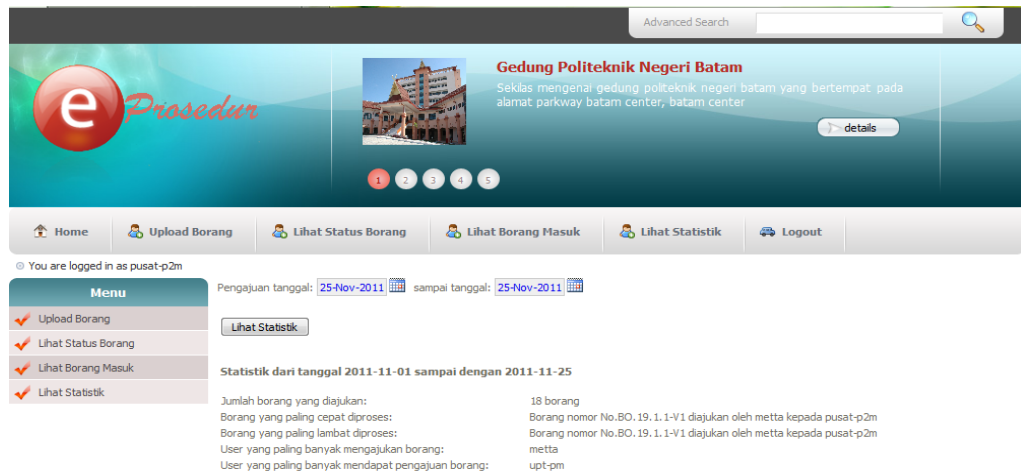 Advanced Search
e Prosedur
Gedung Politeknik Negeri Batam
Sekilas mengenai gedung politeknik negeri batam yang bertempat pada
alamat parkway batam center, batam center
details
1 2 3 4 5
Home Upload Borang Lihat Status Borang Lihat Borang Masuk Lihat Statistik Logout
You are logged in as pusat-p2m
Menu
Upload Borang
Lihat Status Borang
Lihat Borang Masuk
Lihat Statistik
Pengajuan tanggal: 25-Nov-2011 sampai tanggal: 25-Nov-2011
Lihat Statistik
Statistik dari tanggal 2011-11-01 sampai dengan 2011-11-25
Jumlah borang yang diajukan: 18 borang
Borang yang paling cepat diproses: Borang nomor No.BO.19.1.1-V1 diajukan oleh metta kepada pusat-p2m
Borang yang paling lambat diproses: Borang nomor No.BO.19.1.1-V1 diajukan oleh metta kepada pusat-p2m
User yang paling banyak mengajukan borang: metta
User yang paling banyak mendapat pengajuan borang: upt-pm